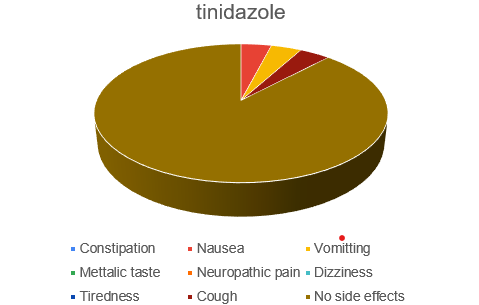 tinidazole
Constipation Nausea Vomitting
Mettalic taste Neuropathic pain Dizziness
Tiredness Cough No side effects